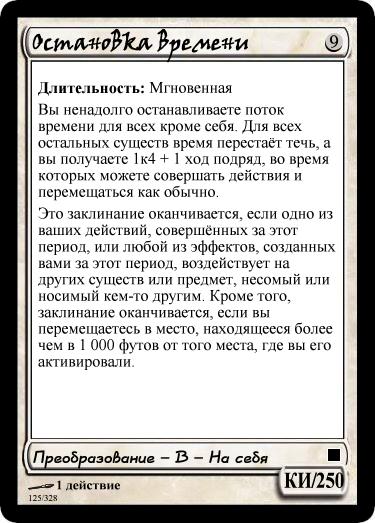 Остановка времени
9
Длительность: Мгновенная
Вы ненадолго останавливаете поток
времени для всех кроме себя. Для всех
остальных существ время перестаёт течь, а
вы получаете 1к4 + 1 ход подряд, во время
которых можете совершать действия и
перемещаться как обычно.
Это заклинание оканчивается, если одно из
ваших действий, совершённых за этот
период, или любой из эффектов, созданных
вами за этот период, воздействует на
других существ или предмет, несомый или
носимый кем-то другим. Кроме того,
заклинание оканчивается, если вы
перемещаетесь в место, находящееся более
чем в 1 000 футов от того места, где вы его
активировали.
Преобразование – В – На себя
1 действие
КИ/250
125/328